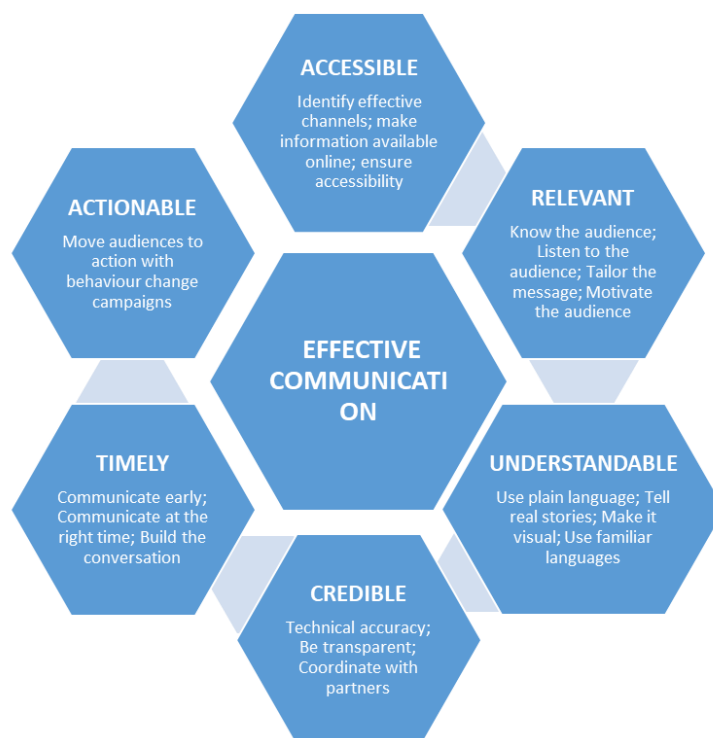 ACCESSIBLE
Identify effective
channels; make
information available
online; ensure
accessibility
RELEVANT
Know the audience;
Listen to the
audience; Tailor the
message; Motivate
the audience
UNDERSTANDABLE
Use plain language; Tell
real stories; Make it
visual; Use familiar
languages
CREDIBLE
Technical accuracy;
Be transparent;
Coordinate with
partners
TIMELY
Communicate early;
Communicate at the
right time; Build the
conversation
ACTIONABLE
Move audiences to
action with
behaviour change
campaigns
EFFECTIVE
COMMUNICATI
ON